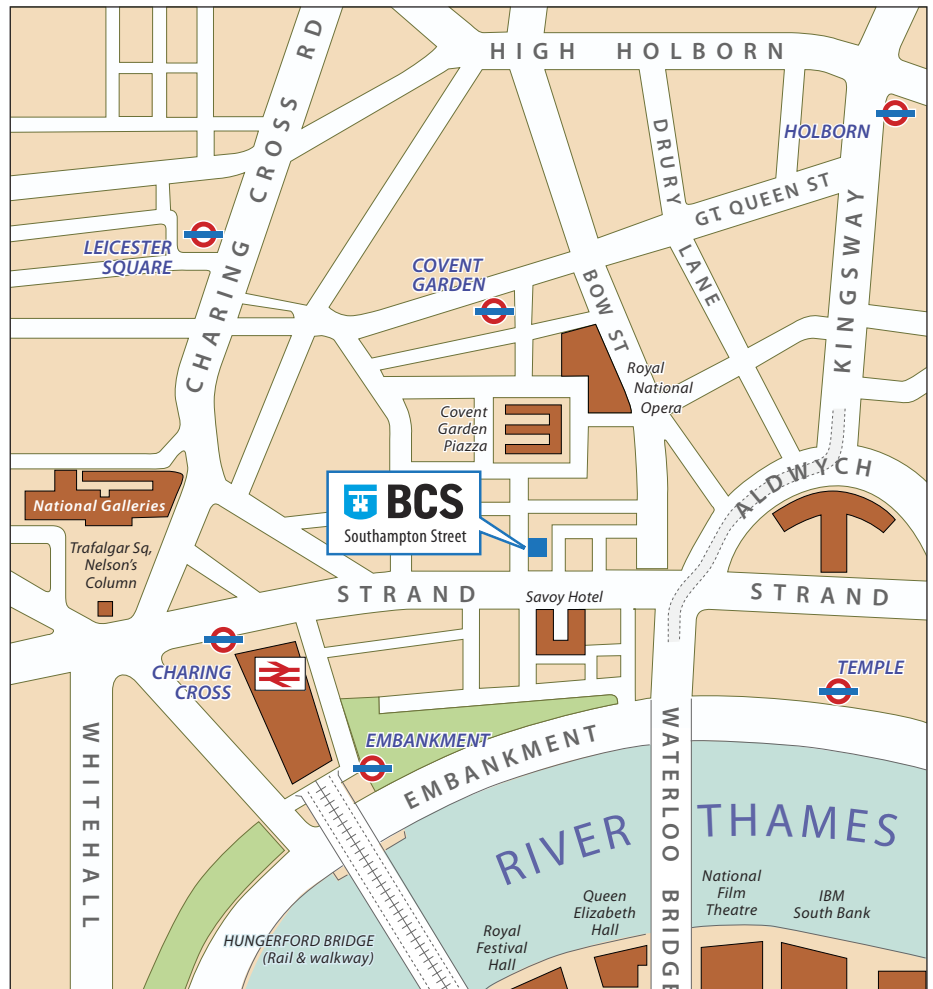 HIGH HOLBORN
CHARING CROSS RD
DRURY LANE
HOLBORN
GT QUEEN ST
KINGSWAY
LEICESTER
SQUARE
COVENT
GARDEN
BOW ST
Royal
National
Opera
Covent
Garden
Piazza
ALDWYCH
National Galleries
BCS
Southampton Street
Trafalgar Sq,
Nelson's
Column
STRAND
Savoy Hotel
STRAND
CHARING
CROSS
TEMPLE
EMBANKMENT
EMBANKMENT
WHITEHALL
WATERLOO BRIDGE
RIVER THAMES
National
Film
Theatre
Queen
Elizabeth
Hall
IBM
South Bank
Royal
Festival
Hall
HUNGERFORD BRIDGE
(Rail & walkway)